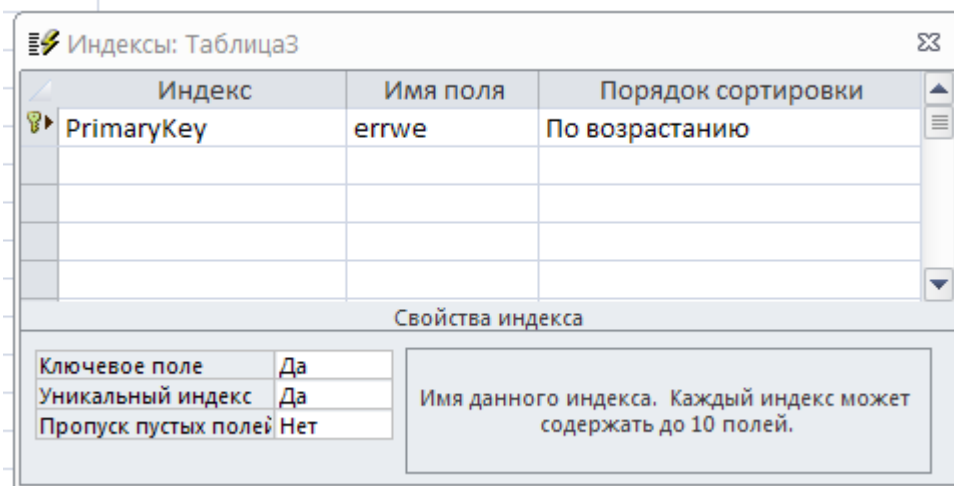 Индексы: Таблица3
Индекс Имя поля Порядок сортировки
PrimaryKey errwe По возрастанию
Свойства индекса
Ключевое поле Да
Уникальный индекс Да
Пропуск пустых полей Нет
Имя данного индекса. Каждый индекс может
содержать до 10 полей.